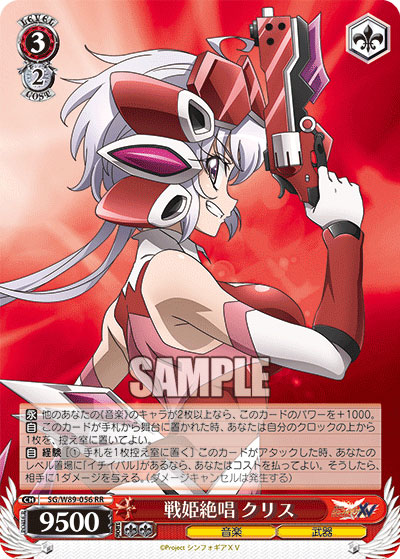 LEVEL
3
2
COST
SAMPLE
永 他のあなたの《音楽》のキャラが2枚以上なら、このカードのパワーを+1000。
自 このカードが手札から舞台に置かれた時、あなたは自分のクロックの上から
1枚を、控え室に置いてよい。
自 経験 [① 手札を1枚控え室に置く] このカードがアタックした時、あなたの
レベル置場に「イチイバル」があるなら、あなたはコストを払ってよい。そうしたら、
相手に1ダメージを与える。(ダメージキャンセルは発生する)
CH
SG/W89-056 RR
9500
戦姫絶唱 クリス
音楽
武器
©Project シンフォギアXV